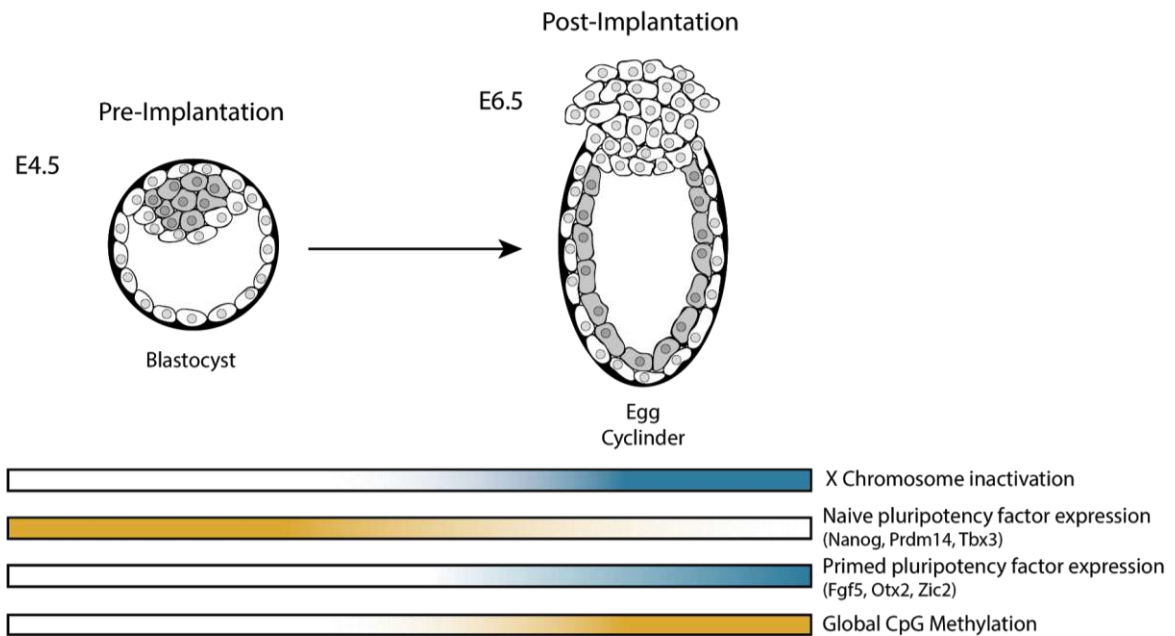 Post-Implantation
E6.5
Pre-Implantation
E4.5
Blastocyst
Egg
Cyclinder
X Chromosome inactivation
Naive pluripotency factor expression
(Nanog, Prdm14, Tbx3)
Primed pluripotency factor expression
(Fgf5, Otx2, Zic2)
Global CpG Methylation